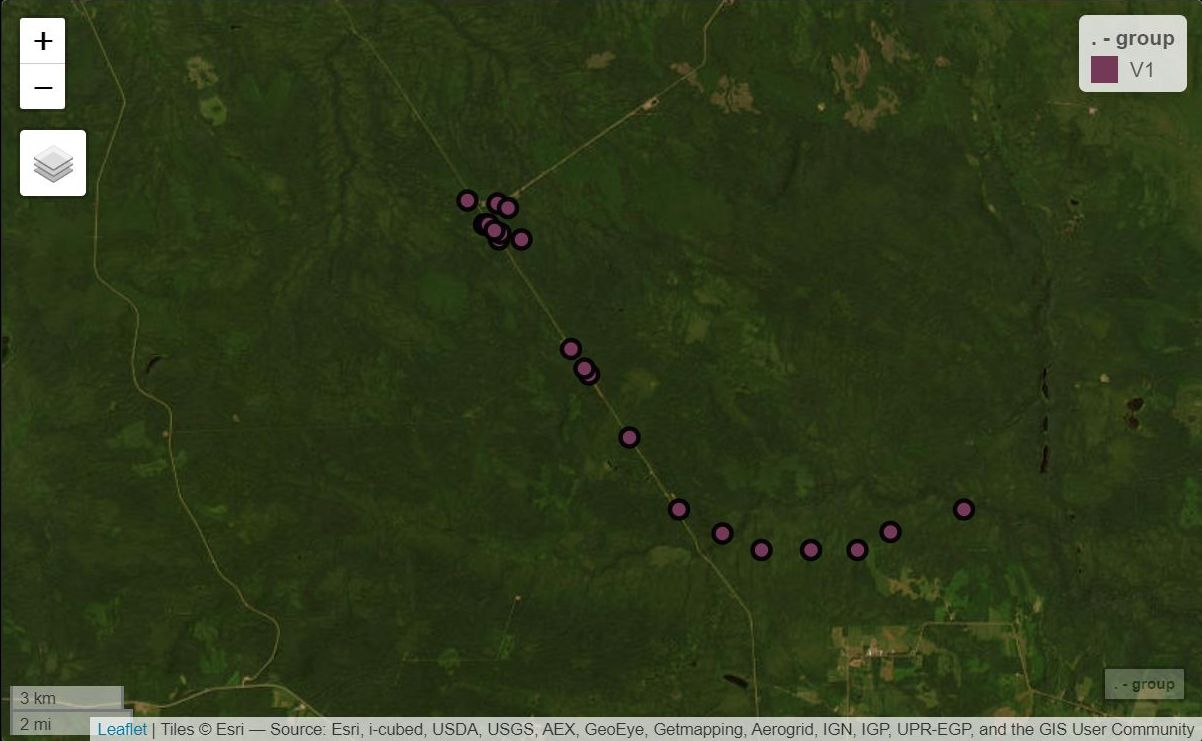 +
−
. - group
V1
3 km
2 mi
. - group
Leaflet | Tiles © Esri — Source: Esri, i-cubed, USDA, USGS, AEX, GeoEye, Getmapping, Aerogrid, IGN, IGP, UPR-EGP, and the GIS User Community